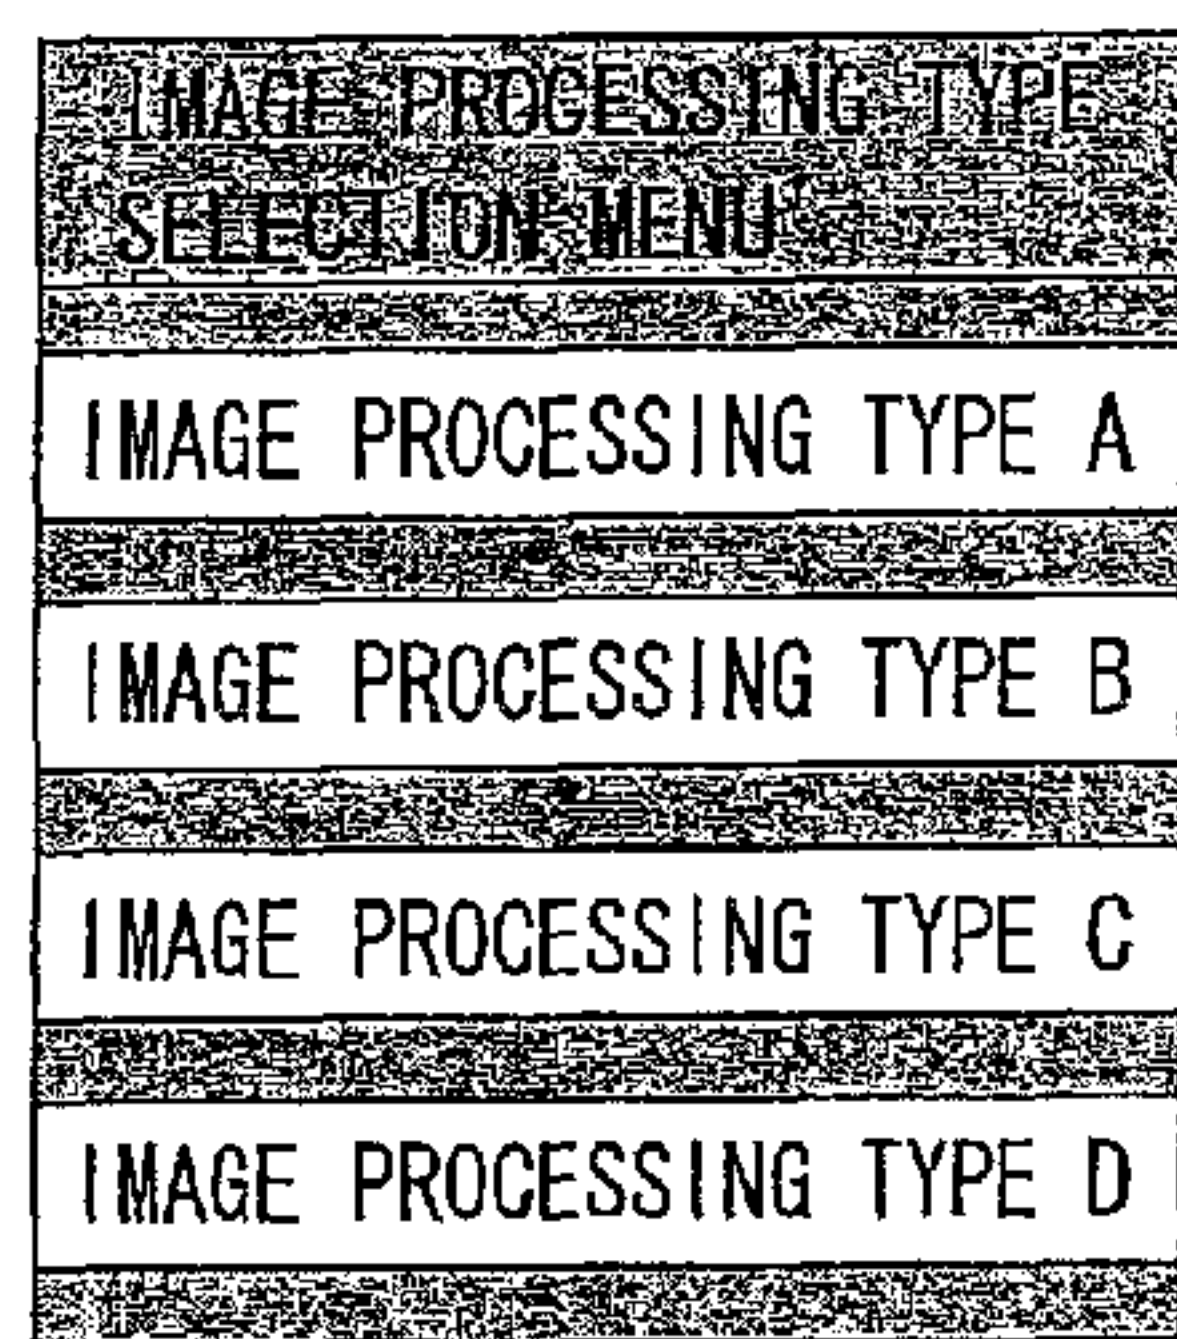 IMAGE PROCESSING TYPE
SELECTION MENU
IMAGE PROCESSING TYPE A
IMAGE PROCESSING TYPE B
IMAGE PROCESSING TYPE C
IMAGE PROCESSING TYPE D